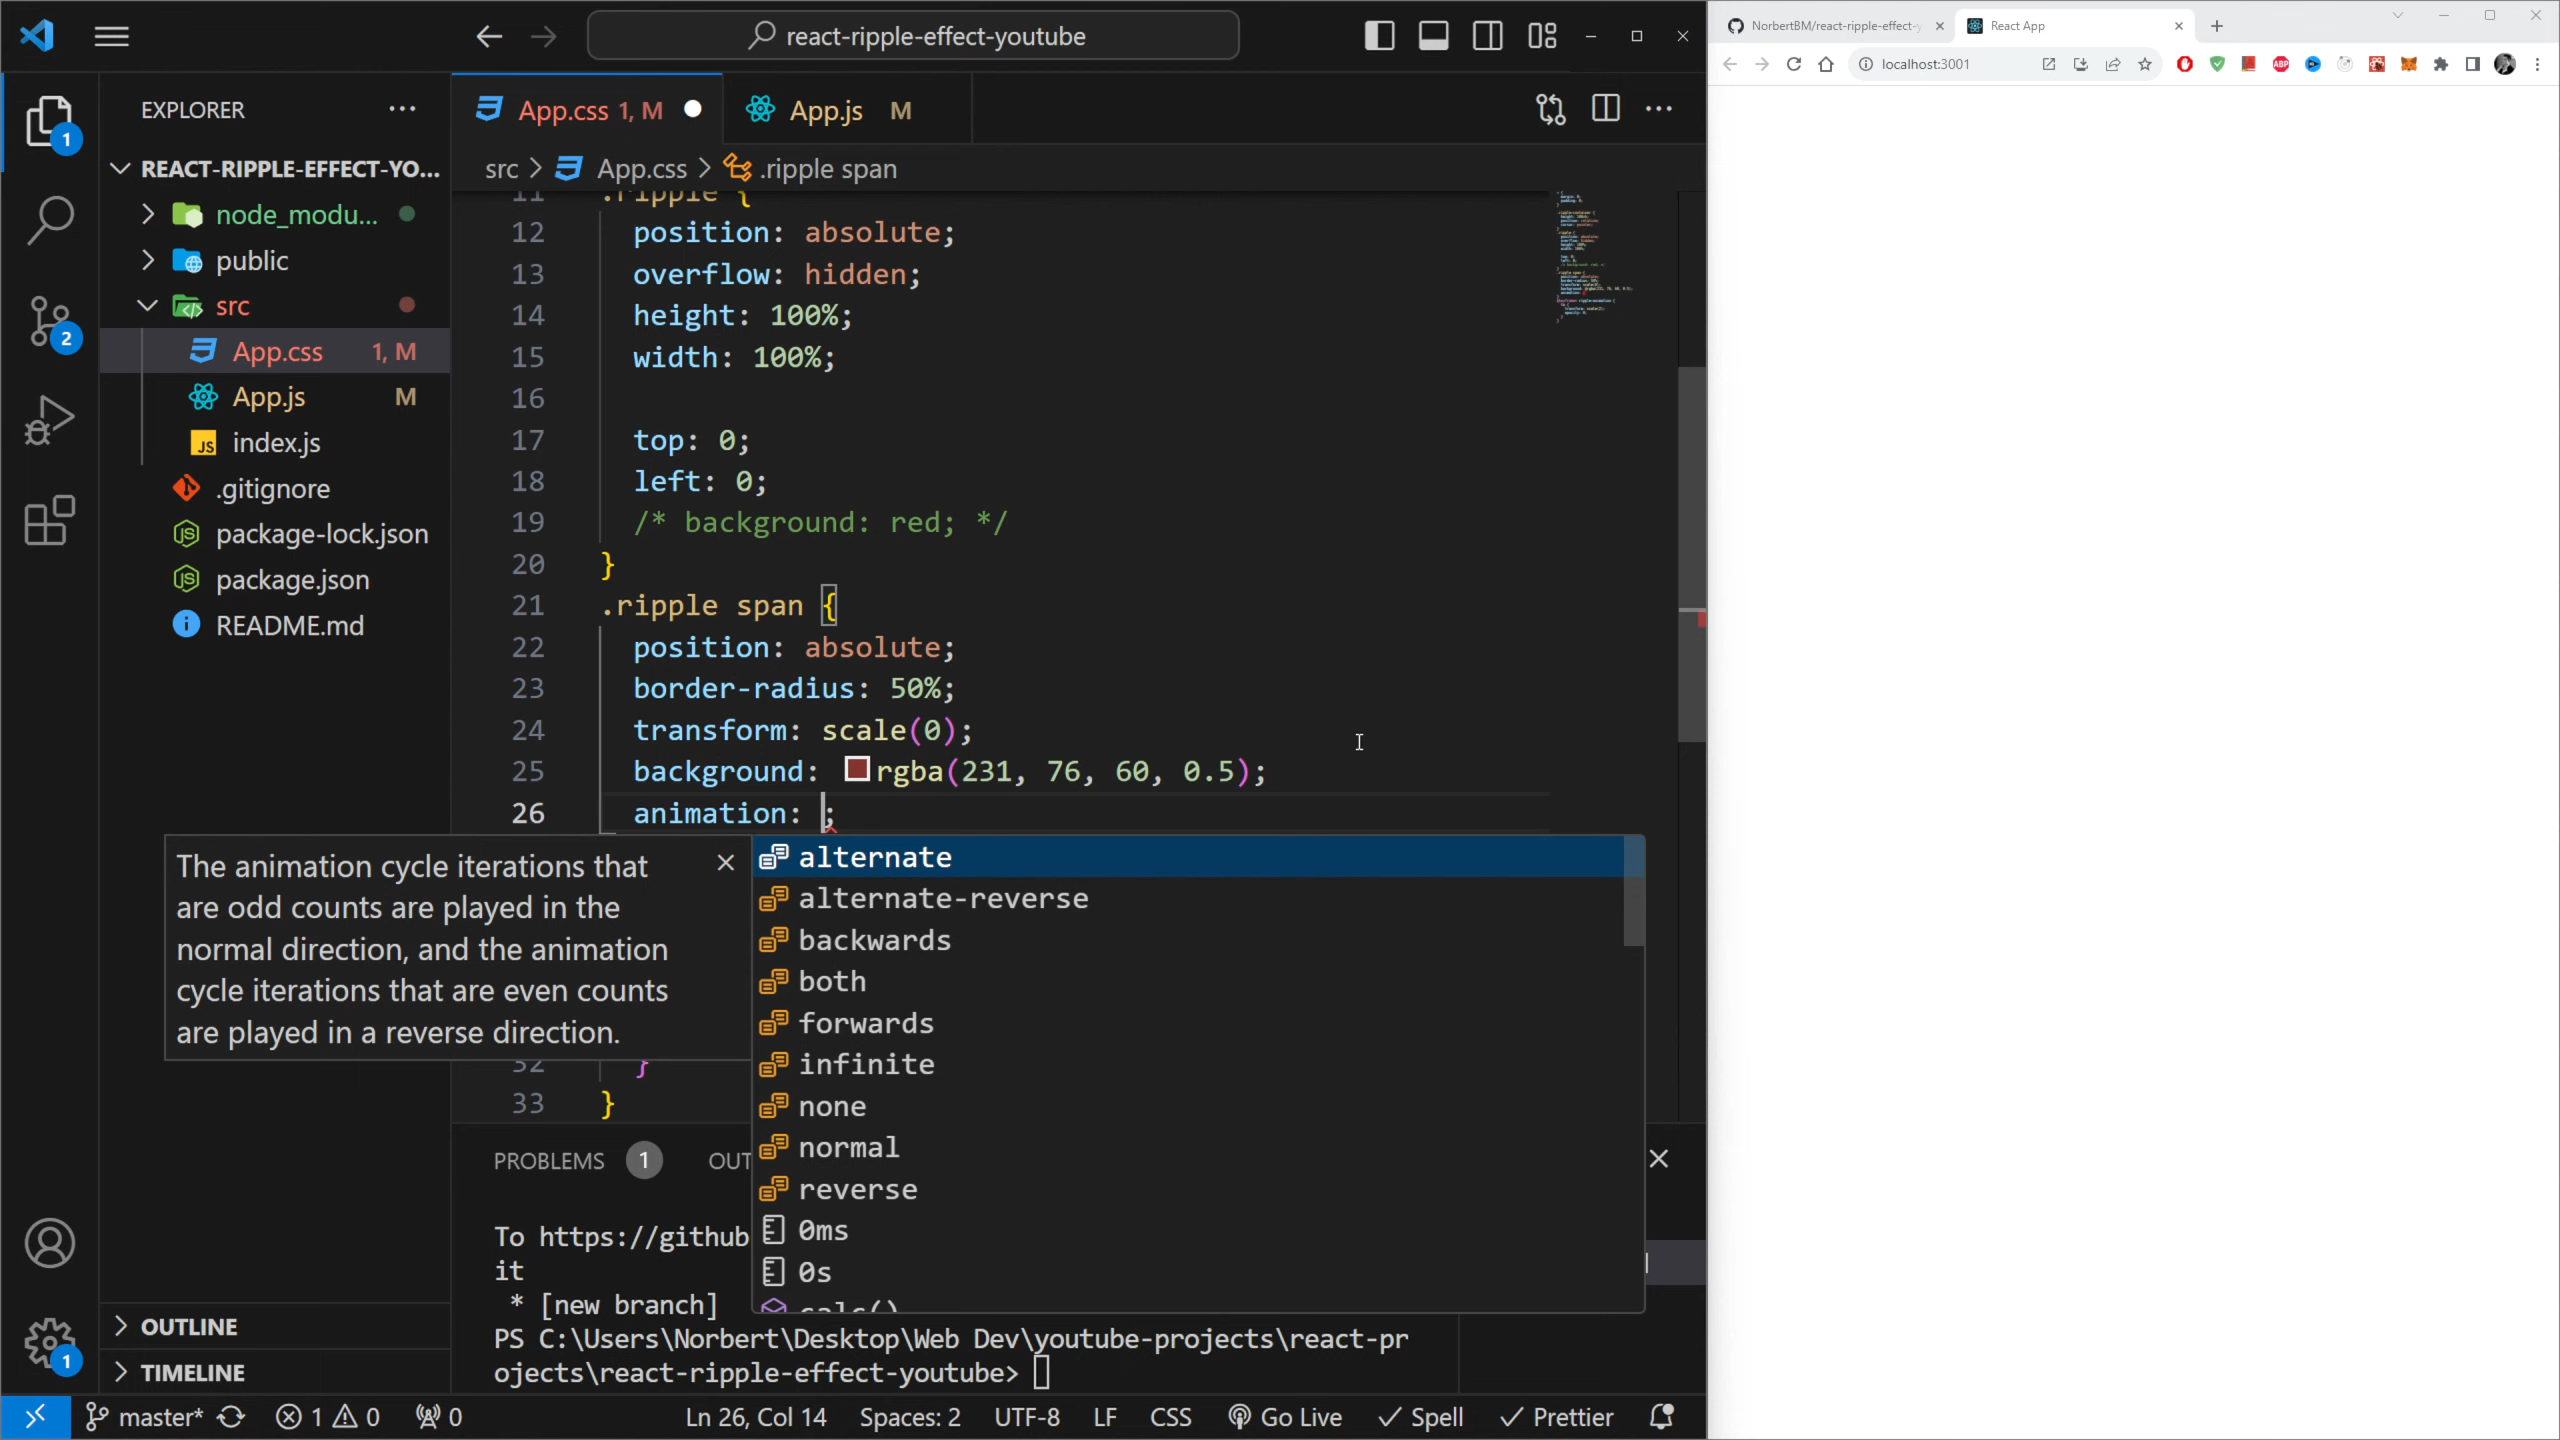 react-ripple-effect-youtube
NorbertBM/react-ripple-effect-y
React App
localhost:3001
EXPLORER
REACT-RIPPLE-EFFECT-YO...
node_modu...
public
src
App.css 1, M
App.js M
index.js
.gitignore
package-lock.json
package.json
README.md
OUTLINE
TIMELINE
App.css 1, M
App.js M
src > App.css > .ripple span
11 .ripple {
12 position: absolute;
13 overflow: hidden;
14 height: 100%;
15 width: 100%;
16
17 top: 0;
18 left: 0;
19 /* background: red; */
20 }
21 .ripple span {
22 position: absolute;
23 border-radius: 50%;
24 transform: scale(0);
25 background: rgba(231, 76, 60, 0.5);
26 animation: ;
The animation cycle iterations that
are odd counts are played in the
normal direction, and the animation
cycle iterations that are even counts
are played in a reverse direction.
alternate
alternate-reverse
backwards
both
forwards
infinite
none
normal
reverse
0ms
0s
calc()
32 }
33 }
PROBLEMS 1 OUT
To https://github
it
* [new branch]
PS C:\Users\Norbert\Desktop\Web Dev\youtube-projects\react-pr
ojects\react-ripple-effect-youtube>
master* 1 0 0 Ln 26, Col 14 Spaces: 2 UTF-8 LF CSS Go Live Spell Prettier